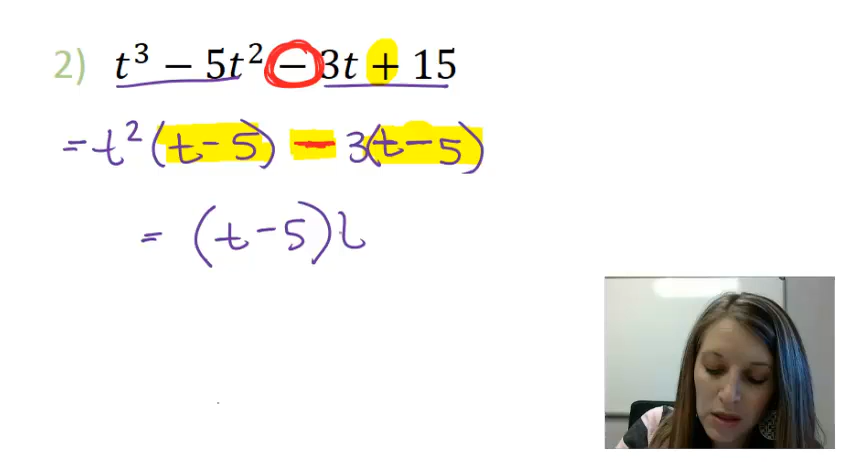 2) t³ − 5t² − 3t + 15
= t² (t − 5) − 3(t − 5)
= (t − 5)